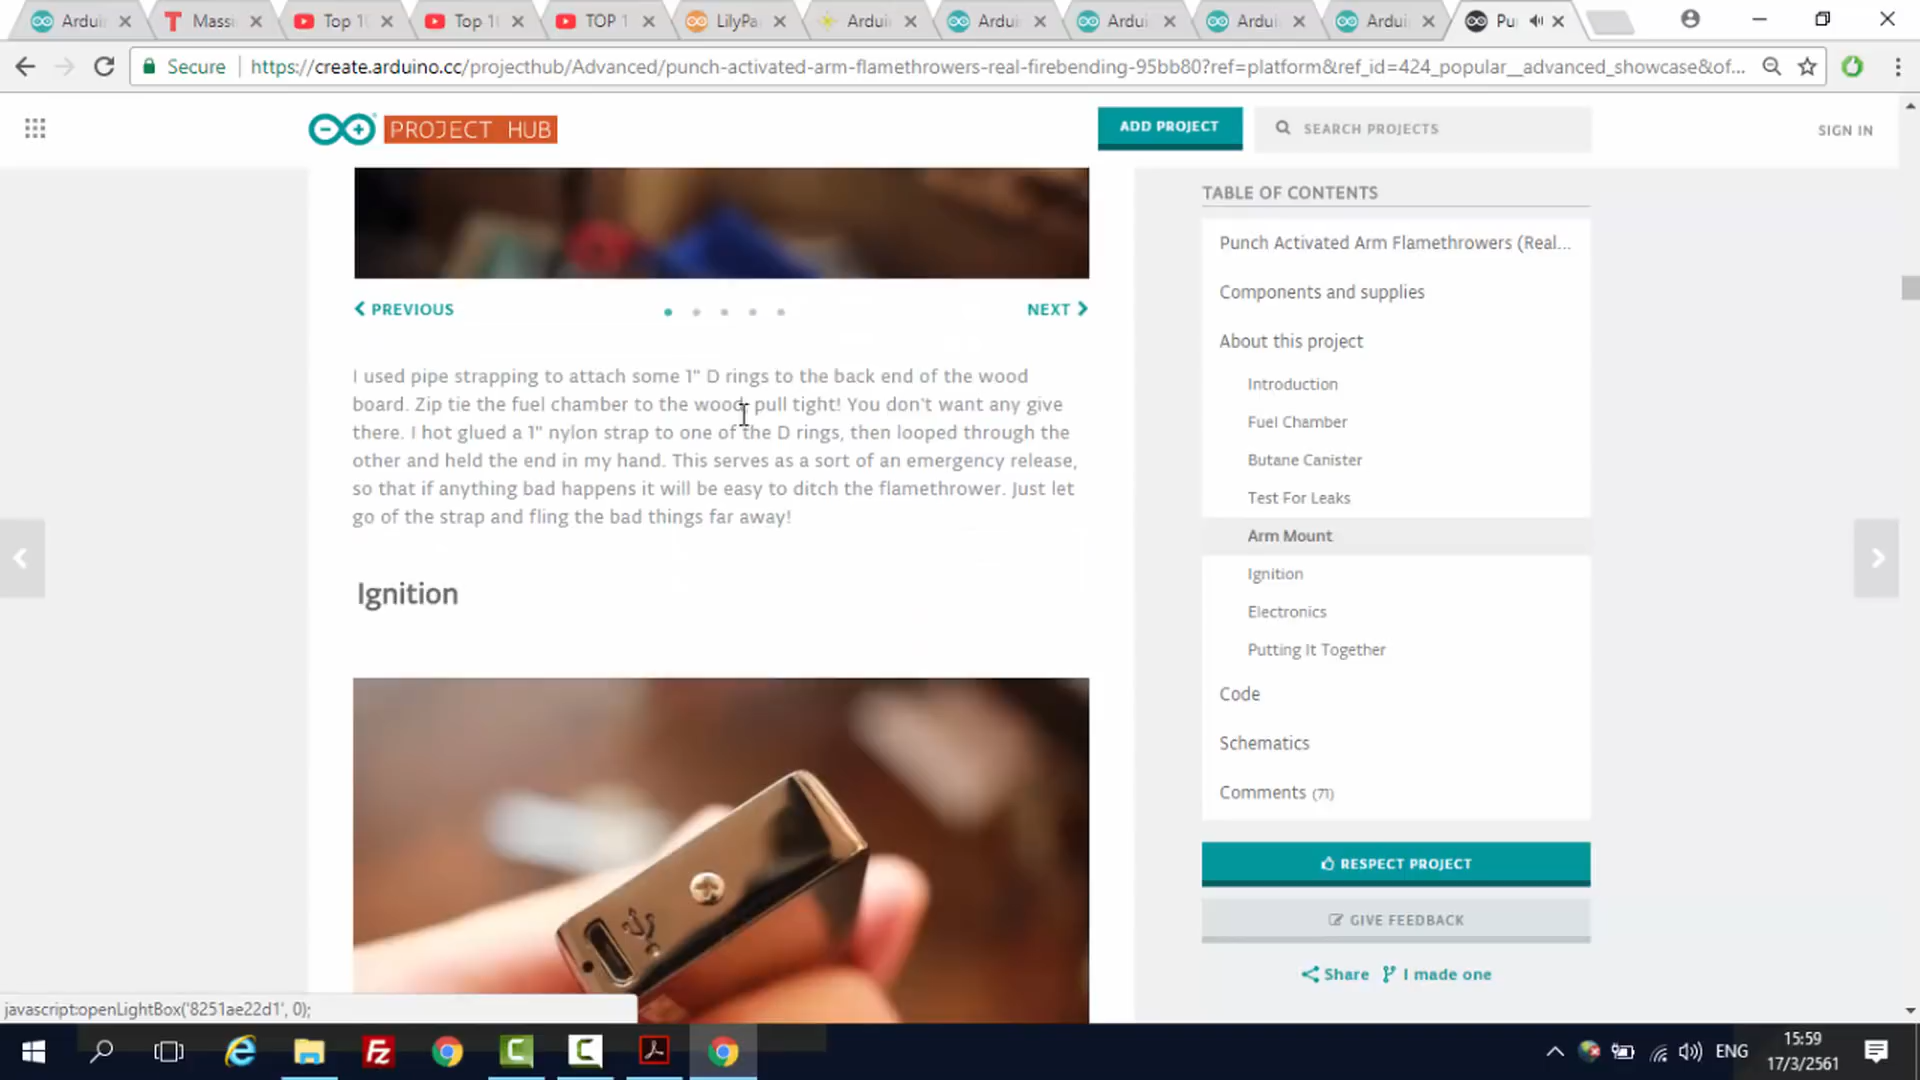 Ardui
Mass
Top 1
Top 1
TOP 1
LilyPa
Ardui
Ardui
Ardui
Ardui
Ardui
Pu
Secure
https://create.arduino.cc/projecthub/Advanced/punch-activated-arm-flamethrowers-real-firebending-95bb80?ref=platform&ref_id=424_popular__advanced_showcase&of...
PROJECT HUB
ADD PROJECT
SEARCH PROJECTS
SIGN IN
PREVIOUS
NEXT
I used pipe strapping to attach some 1" D rings to the back end of the wood
board. Zip tie the fuel chamber to the wood, pull tight! You don't want any give
there. I hot glued a 1" nylon strap to one of the D rings, then looped through the
other and held the end in my hand. This serves as a sort of an emergency release,
so that if anything bad happens it will be easy to ditch the flamethrower. Just let
go of the strap and fling the bad things far away!
Ignition
TABLE OF CONTENTS
Punch Activated Arm Flamethrowers (Real...
Components and supplies
About this project
Introduction
Fuel Chamber
Butane Canister
Test For Leaks
Arm Mount
Ignition
Electronics
Putting It Together
Code
Schematics
Comments (71)
RESPECT PROJECT
GIVE FEEDBACK
Share
I made one
javascript:openLightBox('8251ae22d1', 0);
ENG
15:59
17/3/2561